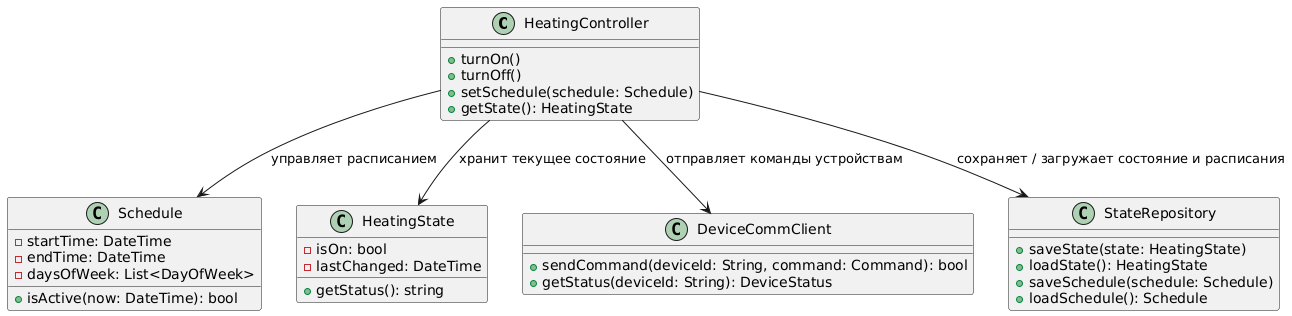 C HeatingController
turnOn()
turnOff()
setSchedule(schedule: Schedule)
getState(): HeatingState
управляет расписанием
хранит текущее состояние
отправляет команды устройствам
сохраняет / загружает состояние и расписания
C Schedule
startTime: DateTime
endTime: DateTime
daysOfWeek: List<DayOfWeek>
isActive(now: DateTime): bool
C HeatingState
isOn: bool
lastChanged: DateTime
getStatus(): string
C DeviceCommClient
sendCommand(deviceId: String, command: Command): bool
getStatus(deviceId: String): DeviceStatus
C StateRepository
saveState(state: HeatingState)
loadState(): HeatingState
saveSchedule(schedule: Schedule)
loadSchedule(): Schedule